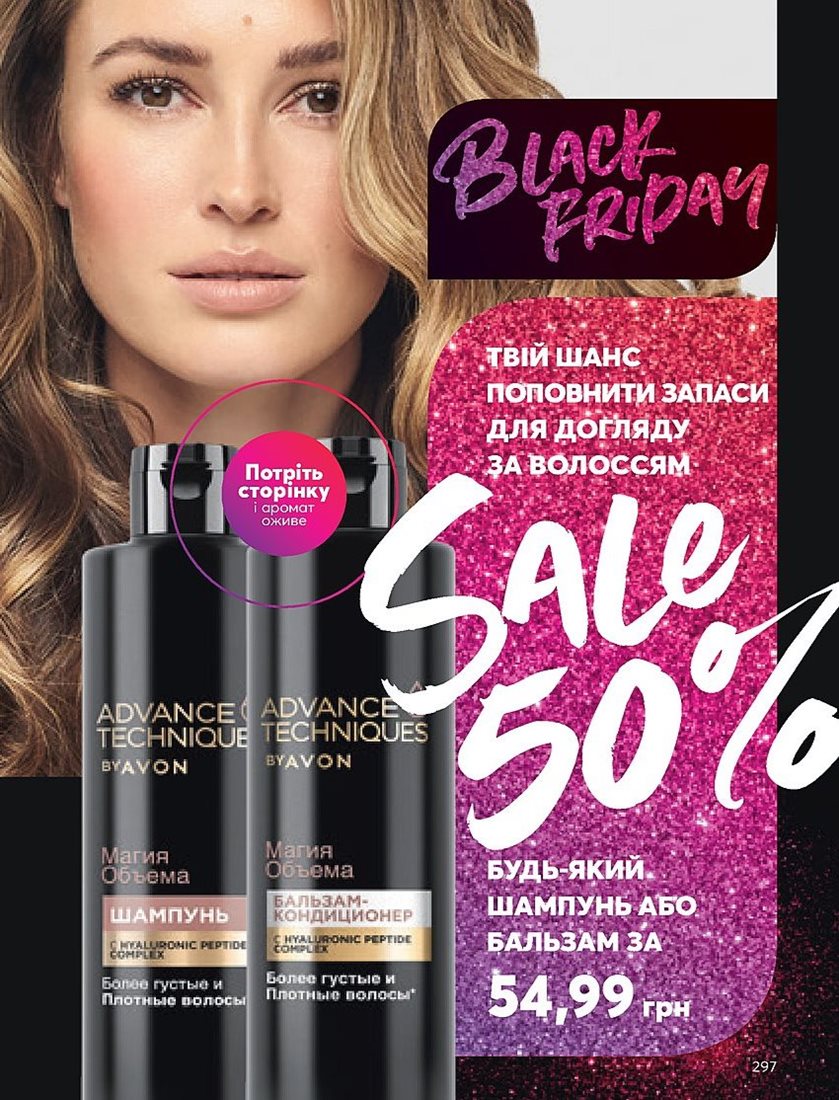 BLACK
FRIDAY
ТВІЙ ШАНС
ПОПОВНИТИ ЗАПАСИ
ДЛЯ ДОГЛЯДУ
ЗА ВОЛОССЯМ
SALE
50%
БУДЬ-ЯКИЙ
ШАМПУНЬ АБО
БАЛЬЗАМ ЗА
54,99 грн
Потріть
сторінку
і аромат
оживе
ADVANCE
TECHNIQUE
BY AVON
Магия
Объема
ШАМПУНЬ
С HYALURONIC PEPTIDE
COMPLEX
Более густые и
Плотные волосы
ADVANCE
TECHNIQUES
BY AVON
Магия
Объема
БАЛЬЗАМ-
КОНДИЦИОНЕР
С HYALURONIC PEPTIDE
COMPLEX
Более густые и
Плотные волосы*
297